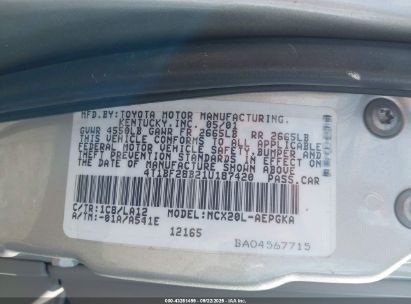 MFD.BY:TOYOTA MOTOR MANUFACTURING.
KENTUCKY,INC. 05/01
GVWR 4550LB GAWR FR 2665LB RR 2665LB
THIS VEHICLE CONFORMS TO ALL APPLICABLE
FEDERAL MOTOR VEHICLE SAFETY, BUMPER AND
THEFT PREVENTION STANDARDS IN EFFECT ON
THE DATE OF MANUFACTURE SHOWN ABOVE.
4T1BF28B21U187420 PASS.CAR
C/TR:1C8/LA12 MODEL:MCX20L-AEPGKA
A/TM:-01A/A541E
12165
BA04567715